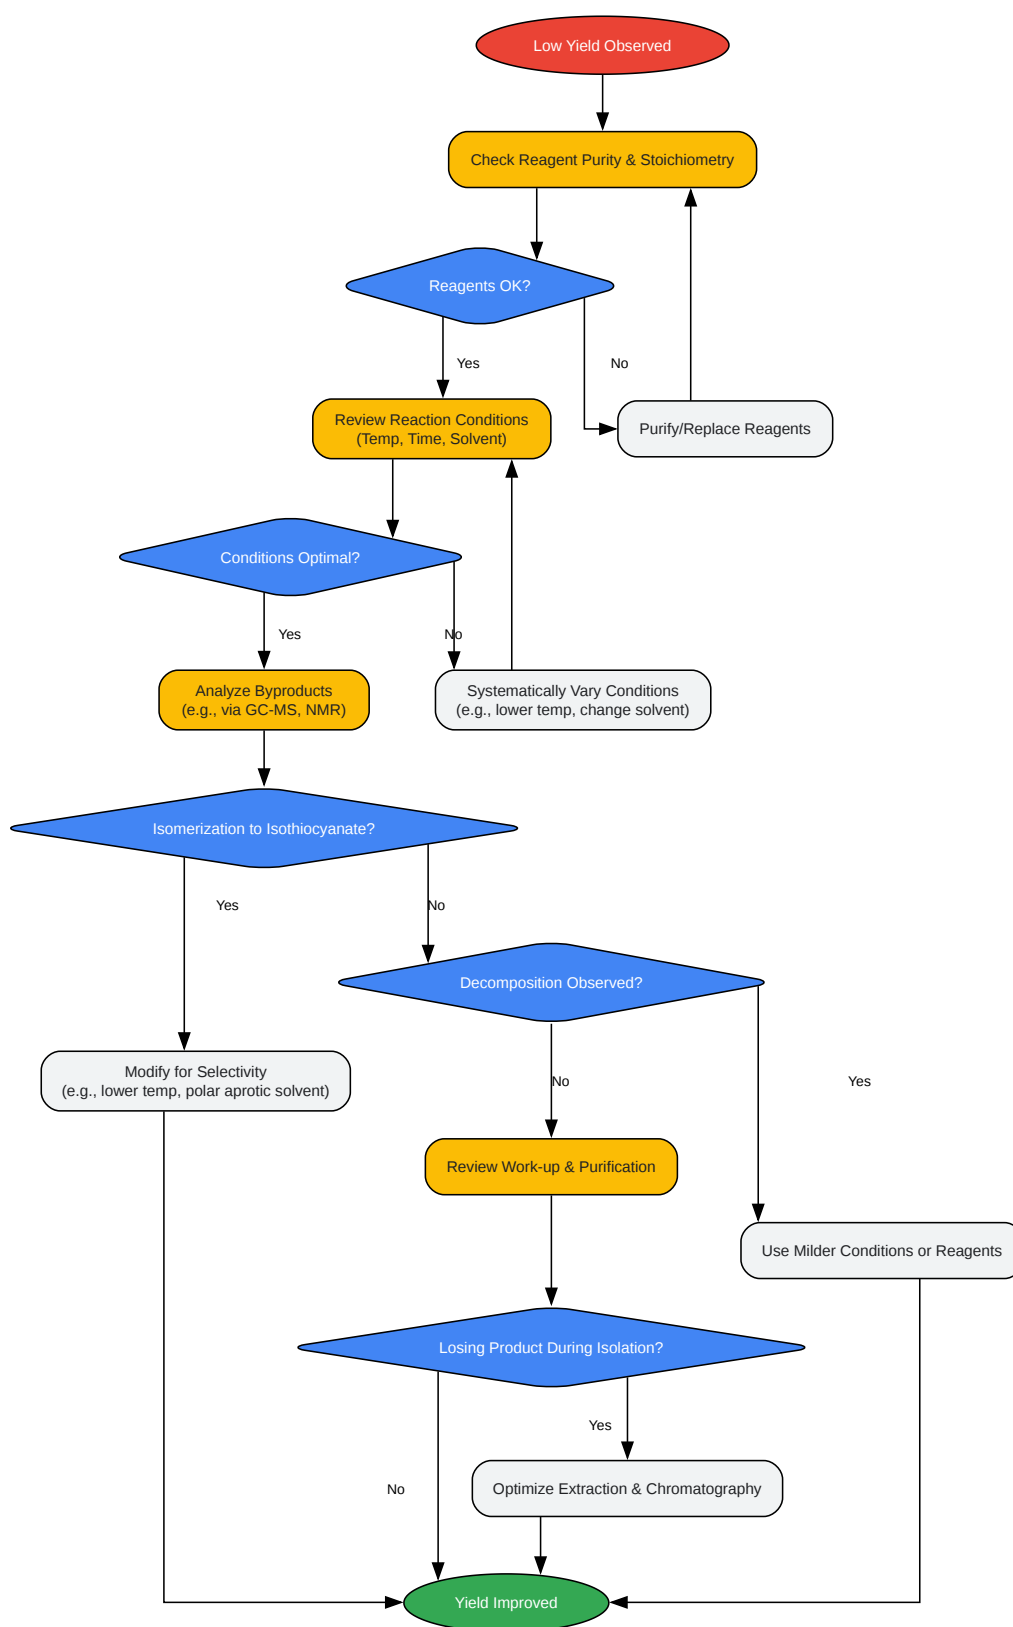 Low Yield Observed
Check Reagent Purity & Stoichiometry
Reagents OK?
Yes
No
Review Reaction Conditions
(Temp, Time, Solvent)
Purify/Replace Reagents
Conditions Optimal?
Yes
No
Analyze Byproducts
(e.g., via GC-MS, NMR)
Systematically Vary Conditions
(e.g., lower temp, change solvent)
Isomerization to Isothiocyanate?
Yes
No
Decomposition Observed?
Modify for Selectivity
(e.g., lower temp, polar aprotic solvent)
No
Yes
Review Work-up & Purification
Use Milder Conditions or Reagents
Losing Product During Isolation?
Yes
No
Optimize Extraction & Chromatography
Yield Improved